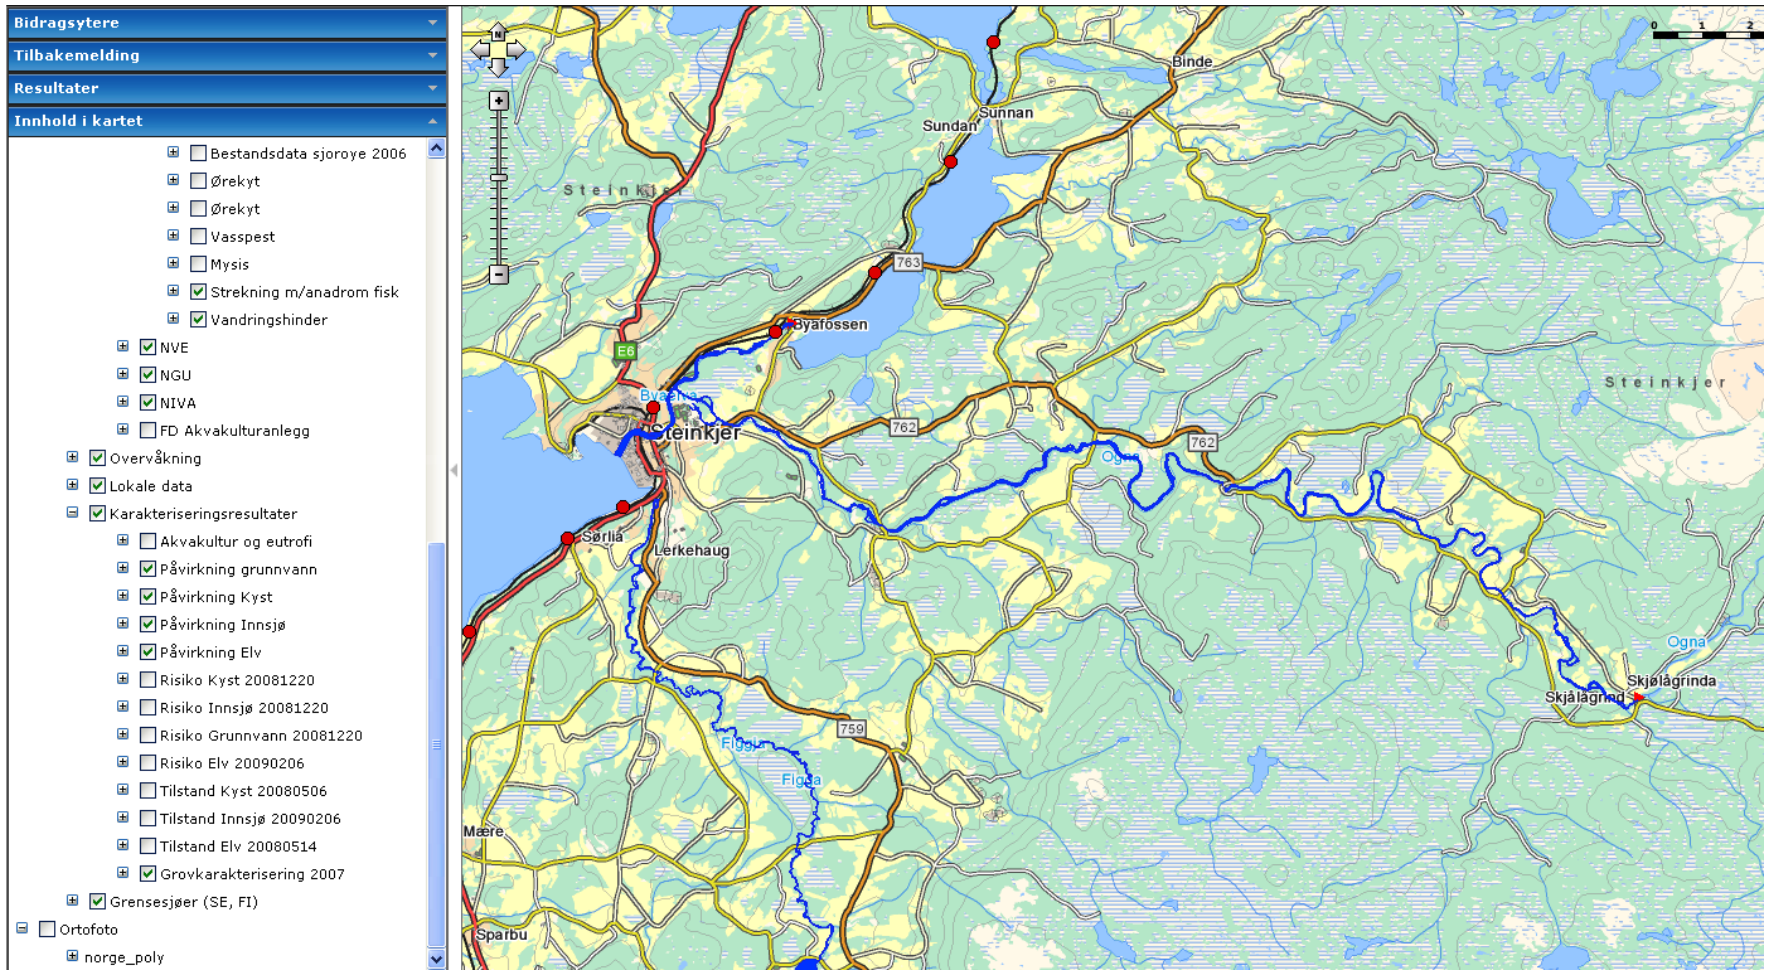 Bidragsytere
Tilbakemelding
Resultater
Innhold i kartet
Bestandsdata sjoroye 2006
Ørekyt
Ørekyt
Vasspest
Mysis
Strekning m/anadrom fisk
Vandringshinder
NVE
NGU
NIVA
FD Akvakulturanlegg
Overvåkning
Lokale data
Karakteriseringsresultater
Akvakultur og eutrofi
Påvirkning grunnvann
Påvirkning Kyst
Påvirkning Innsjø
Påvirkning Elv
Risiko Kyst 20081220
Risiko Innsjø 20081220
Risiko Grunnvann 20081220
Risiko Elv 20090206
Tilstand Kyst 20080506
Tilstand Innsjø 20090206
Tilstand Elv 20080514
Grovkarakterisering 2007
Grensesjøer (SE, FI)
Ortofoto
norge_poly
N
0 1 2
Binde
Sunnan
Sundan
Steinkjer
763
Byafossen
E6
Steinkjer
Byaelva
Steinkjer
762
762
Ogna
Sørlia
Lerkehaug
Ogna
Skjølågrinda
Skjålågrind
759
Figgja
Figga
Mære
Sparbu